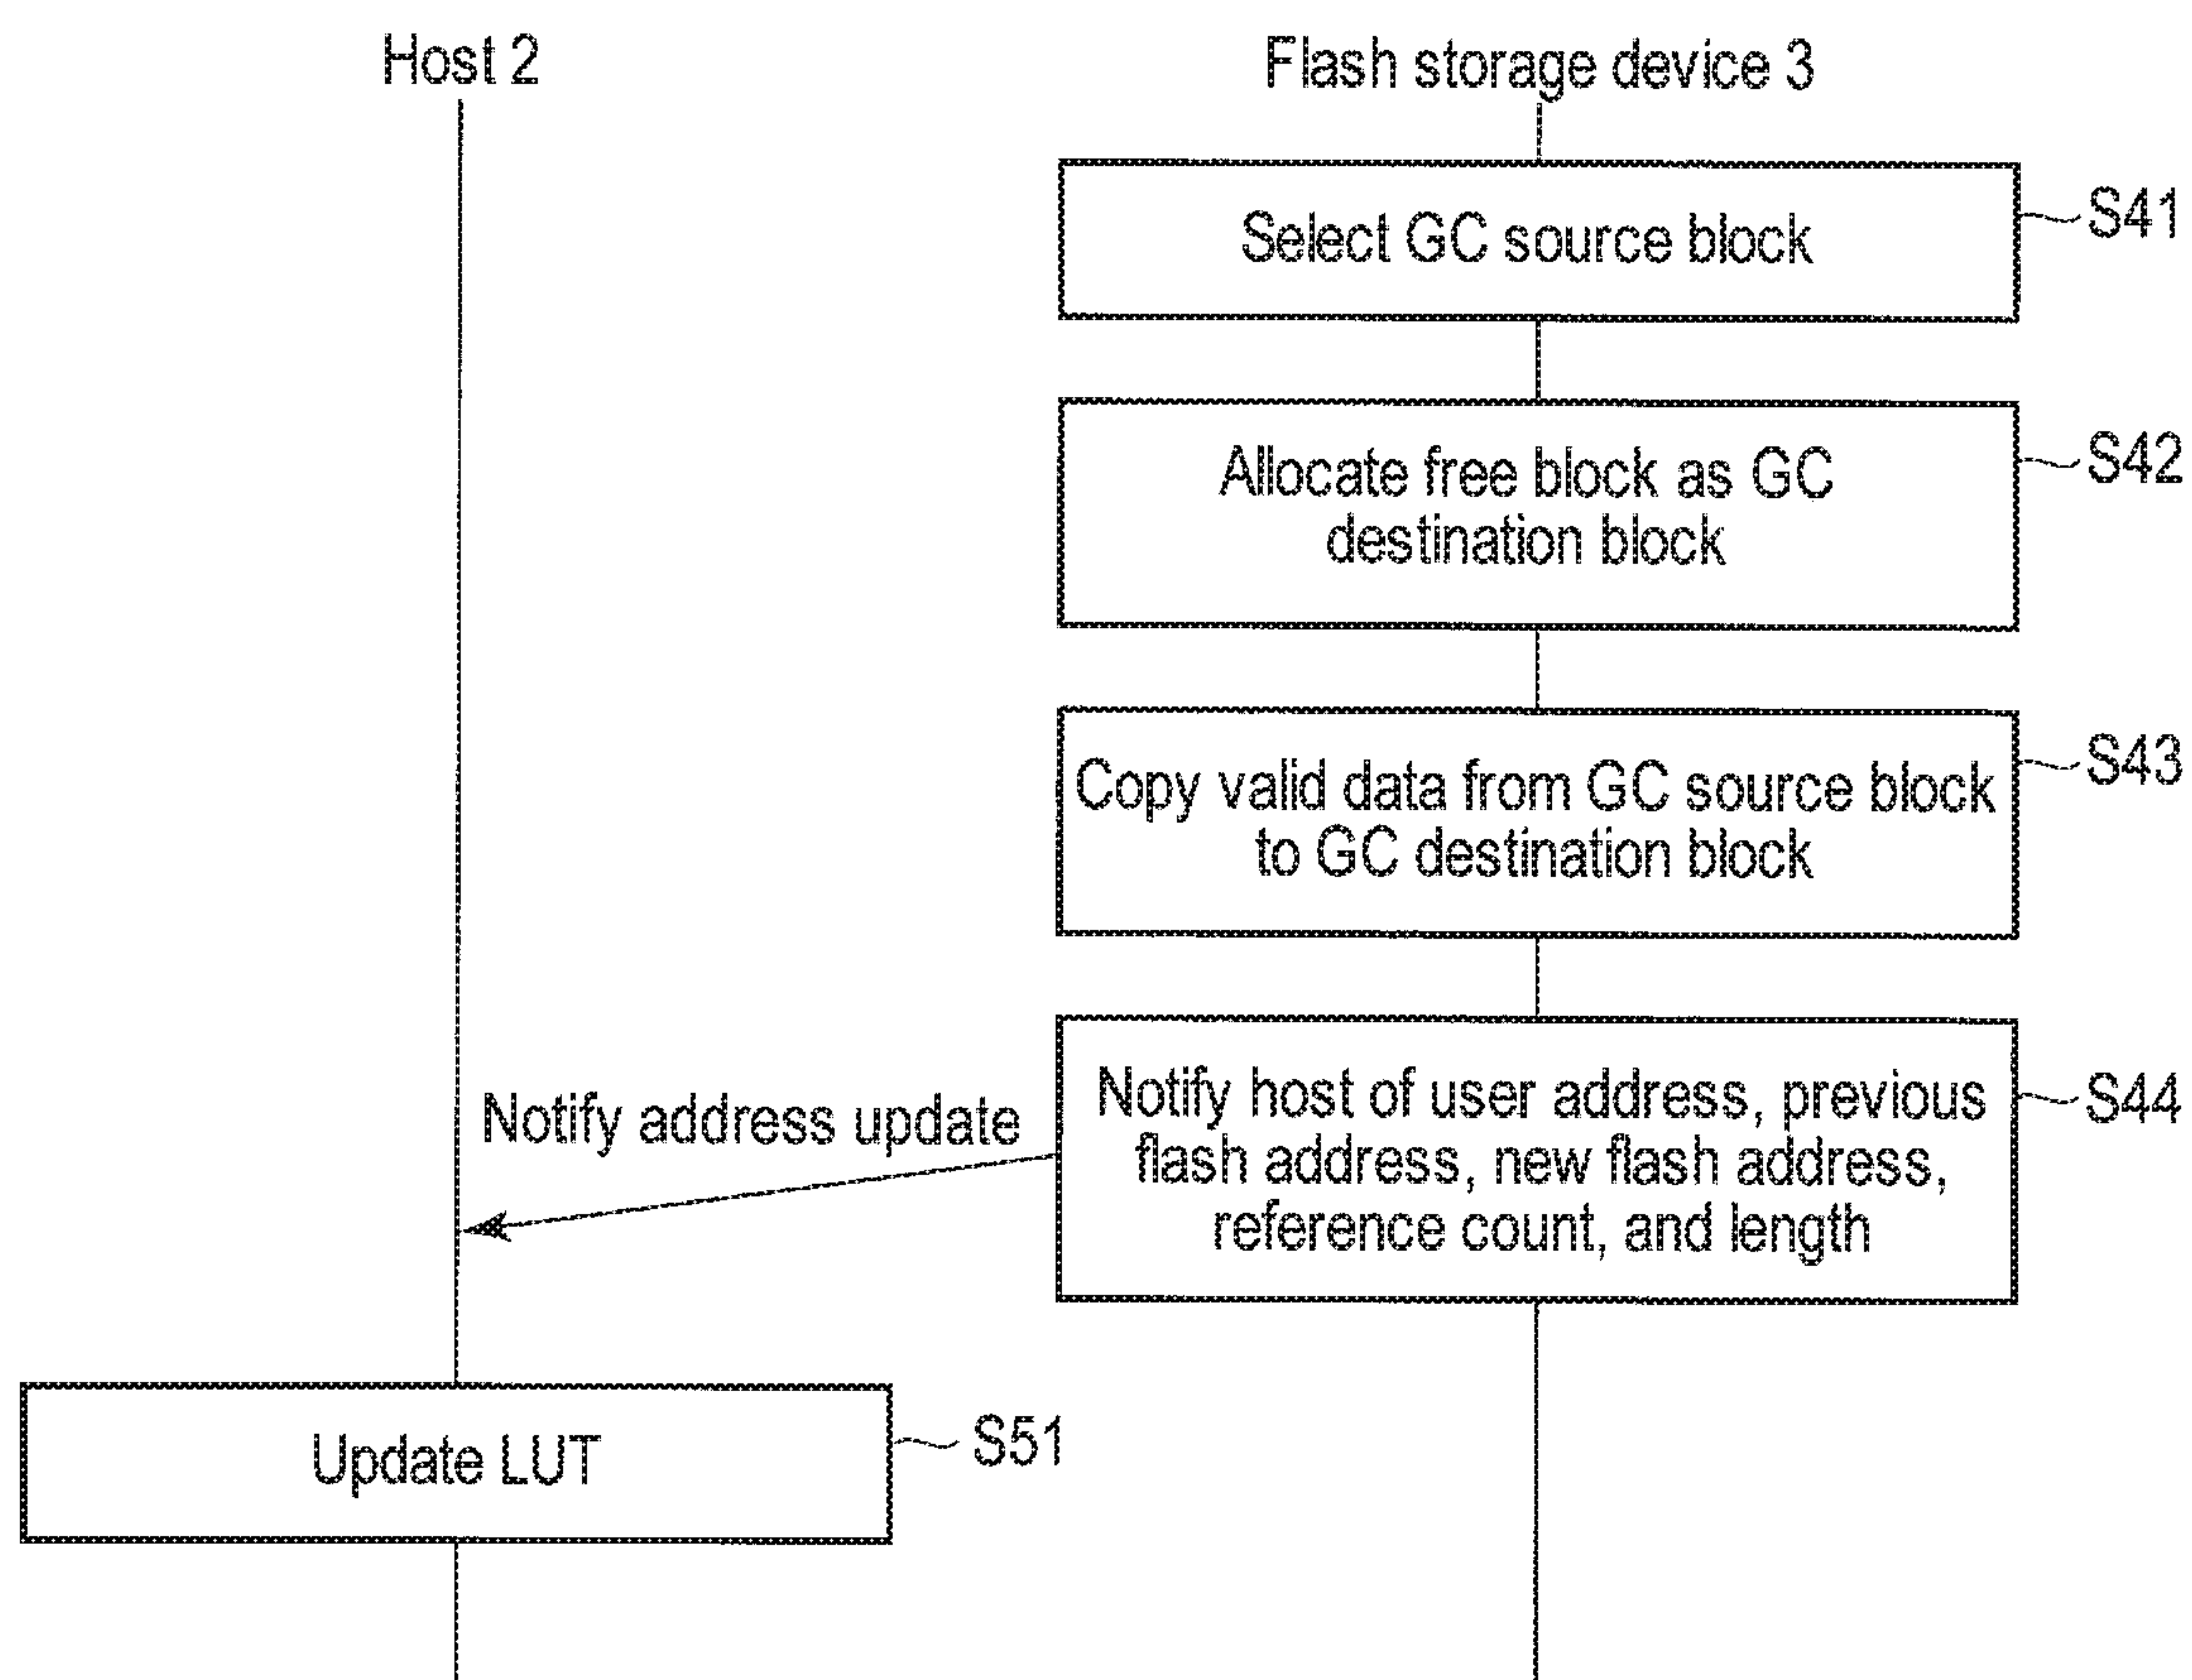 Host 2
Flash storage device 3
Select GC source block
S41
Allocate free block as GC
destination block
S42
Copy valid data from GC source block
to GC destination block
S43
Notify host of user address, previous
flash address, new flash address,
reference count, and length
S44
Notify address update
Update LUT
S51